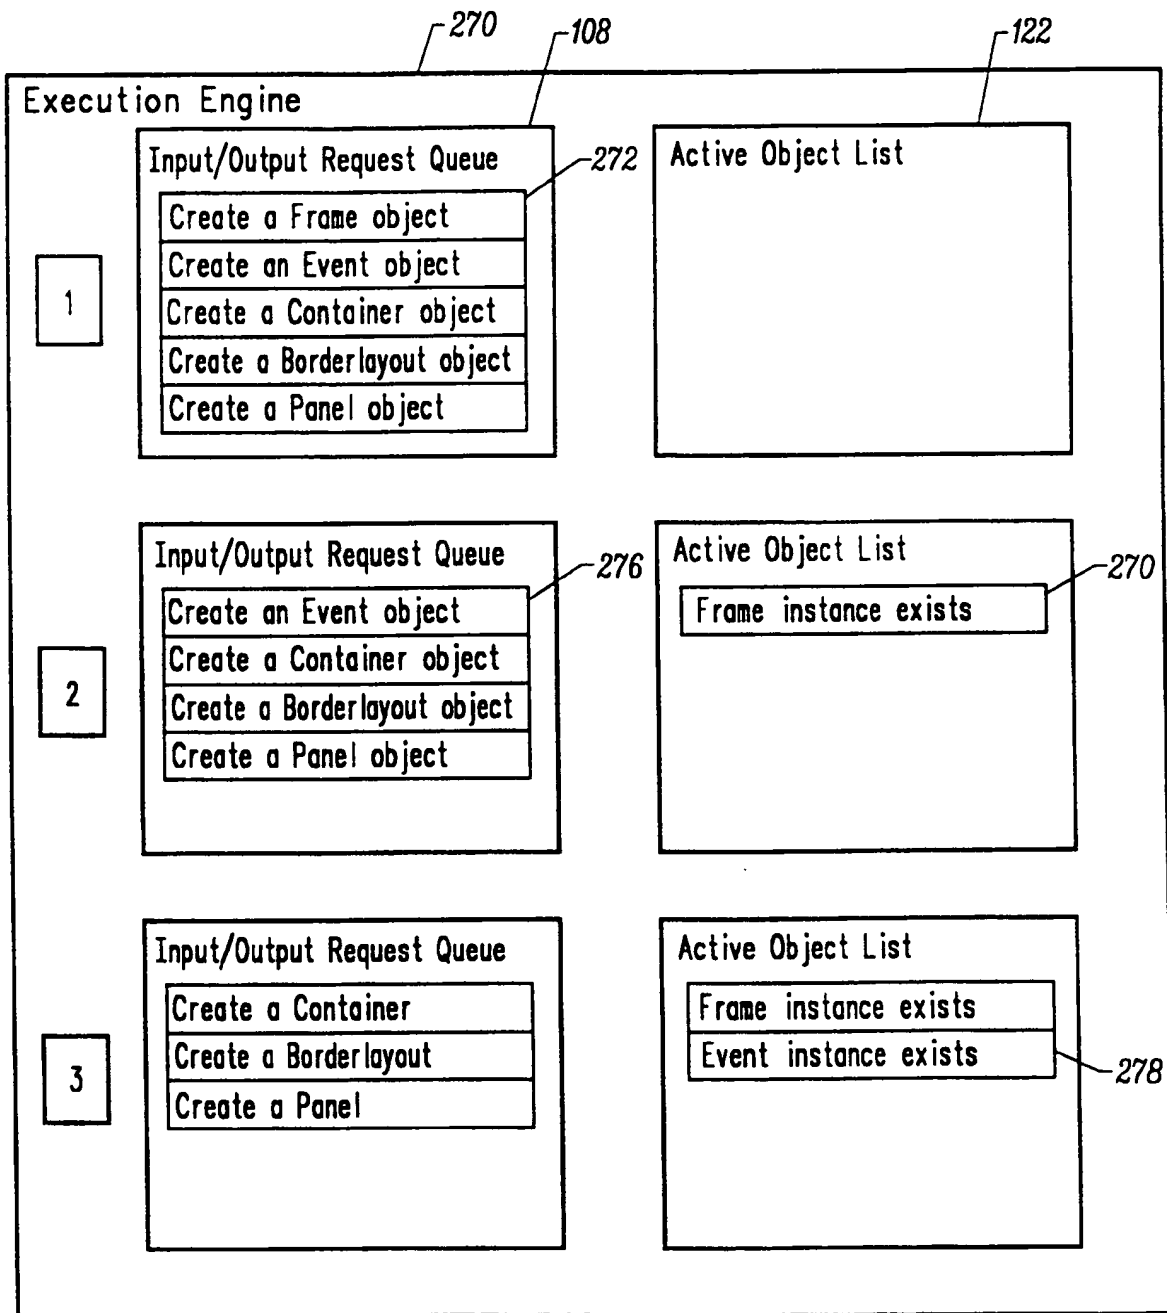 270
108
122
Execution Engine
Input/Output Request Queue
272
Create a Frame object
Create an Event object
Create a Container object
Create a Borderlayout object
Create a Panel object
Active Object List
1
Input/Output Request Queue
276
Create an Event object
Create a Container object
Create a Borderlayout object
Create a Panel object
Active Object List
270
Frame instance exists
2
Input/Output Request Queue
Create a Container
Create a Borderlayout
Create a Panel
Active Object List
Frame instance exists
Event instance exists
278
3